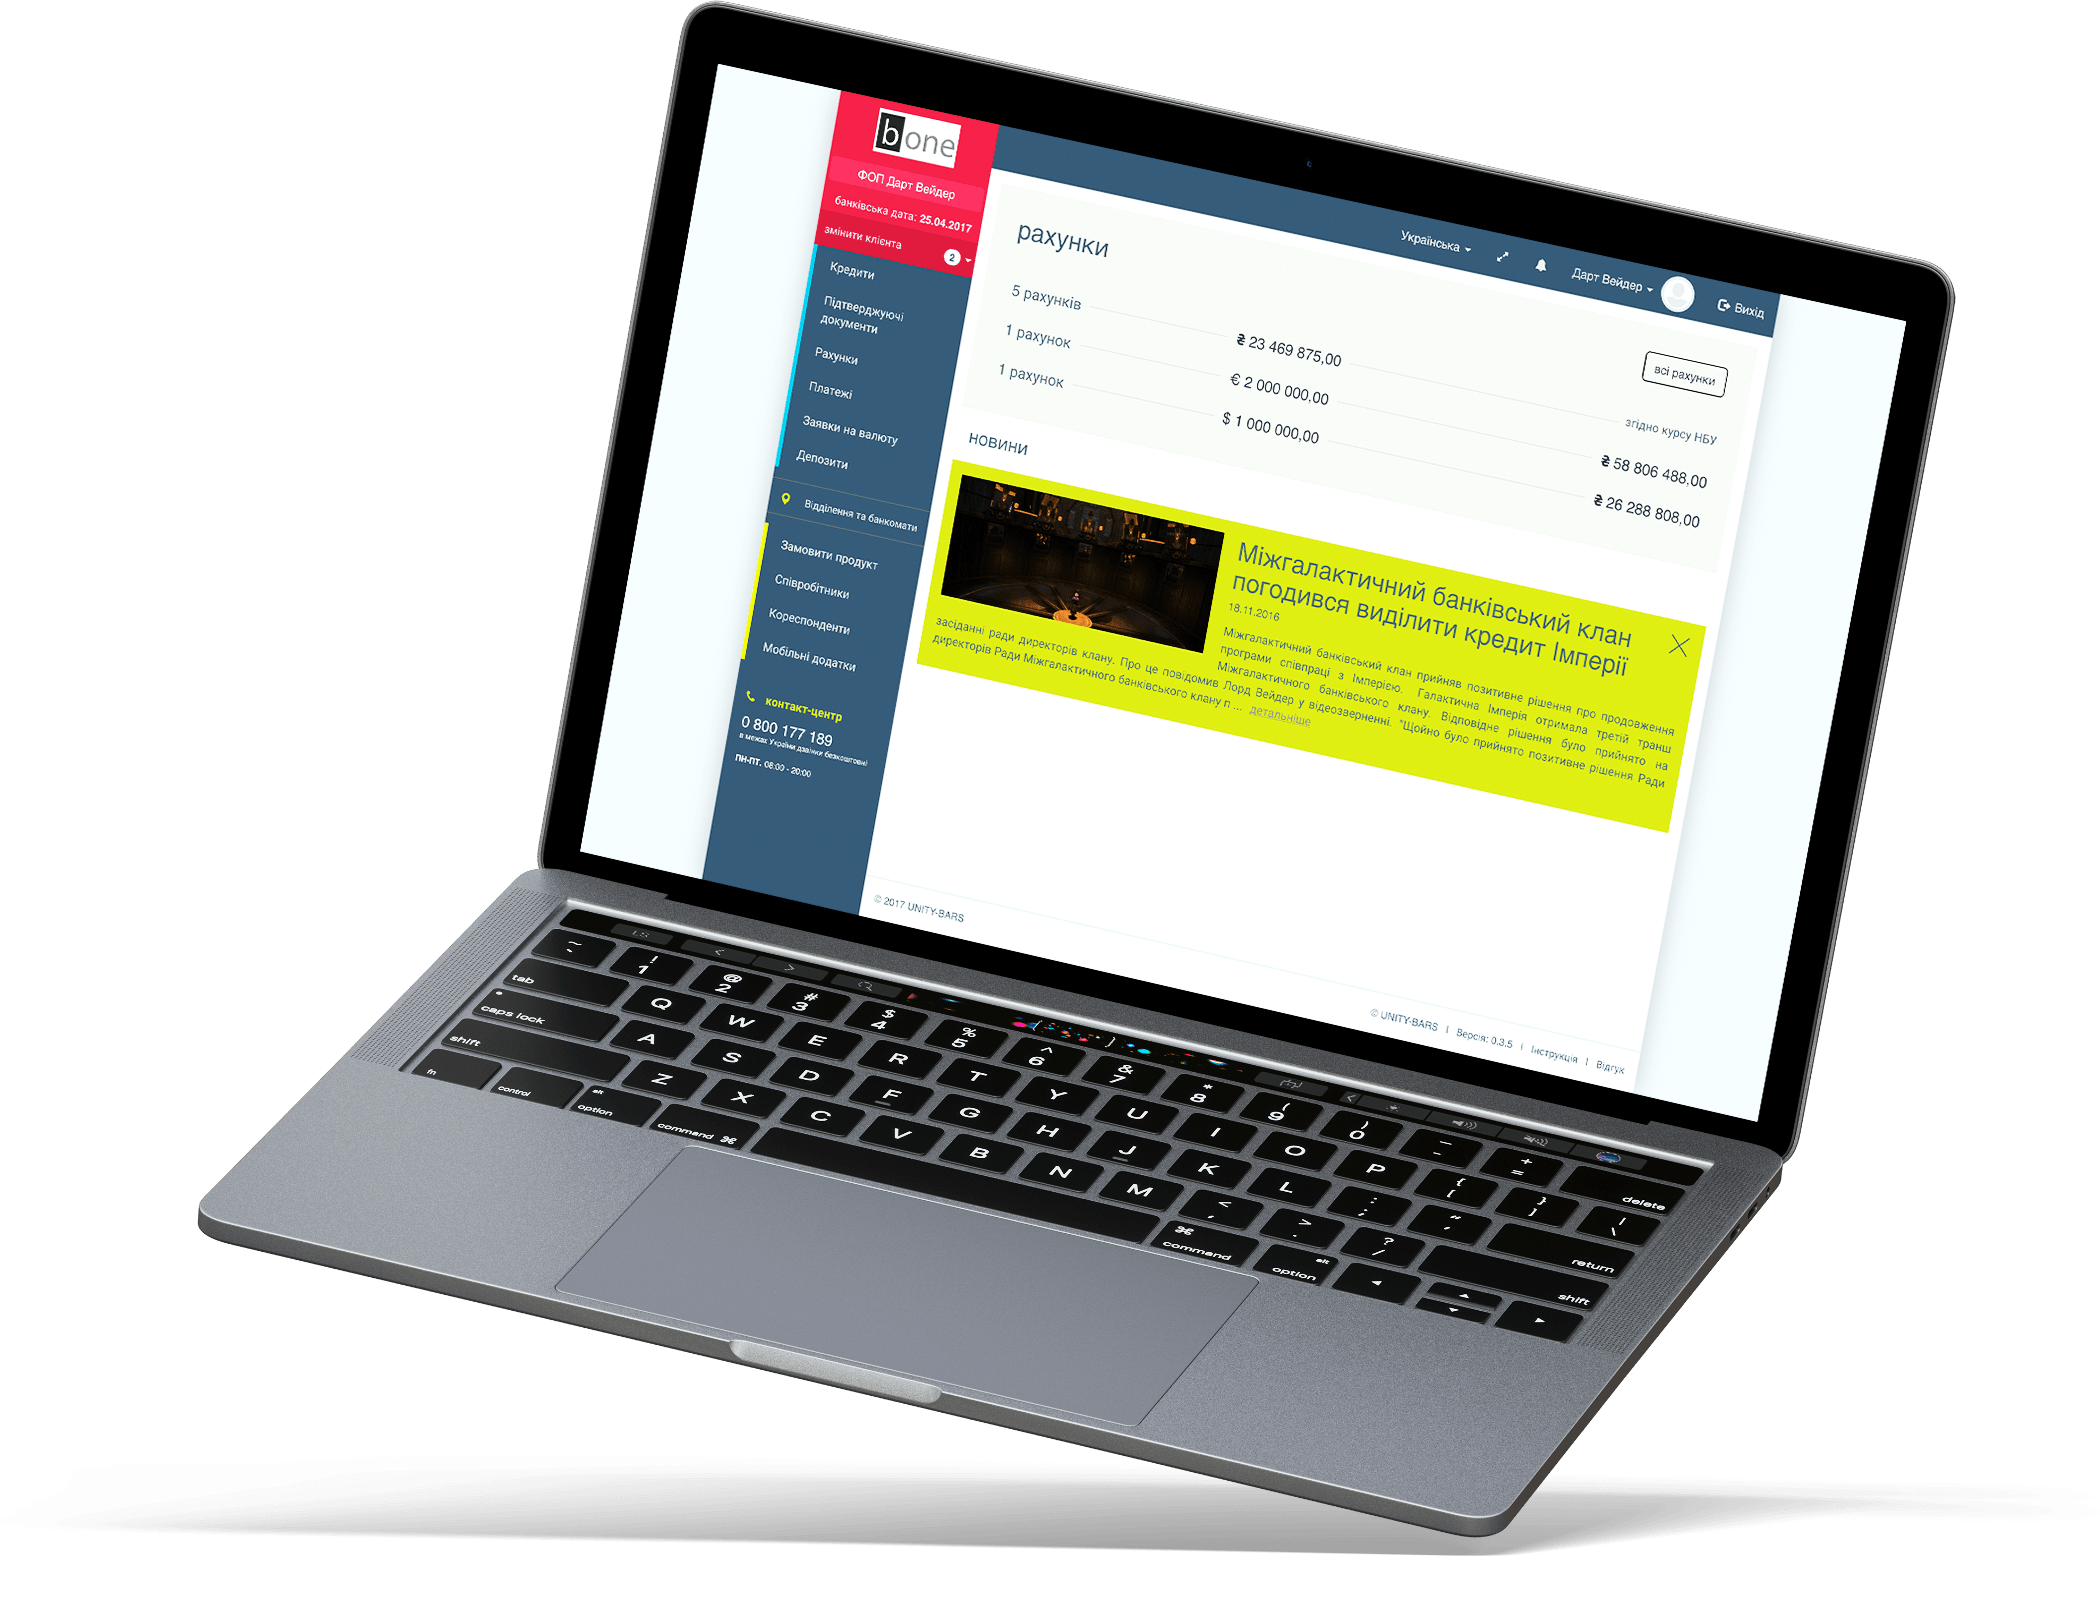 bone
ФОП Дарт Вейдер
банківська дата: 25.04.2017
змінити клієнта 2
Кредити
Підтверджуючі
документи
Рахунки
Платежі
Заявки на валюту
Депозити
Відділення та банкомати
Замовити продукт
Співробітники
Кореспонденти
Мобільні додатки
контакт-центр
0 800 177 189
в межах України дзвінки безкоштовні
пн-пт. 08:00 - 20:00
Українська
Дарт Вейдер
Вихід
рахунки
всі рахунки
згідно курсу НБУ
5 рахунків ₴ 23 469 875,00
1 рахунок € 2 000 000,00 ₴ 58 806 488,00
1 рахунок $ 1 000 000,00 ₴ 26 288 808,00
новини
Міжгалактичний банківський клан
погодився виділити кредит Імперії
18.11.2016
Міжгалактичний банківський клан прийняв позитивне рішення про продовження
програми співпраці з Імперією. Галактична Імперія отримала третій транш
Міжгалактичного банківського клану. Відповідне рішення було прийнято на
засіданні ради директорів клану. Про це повідомив Лорд Вейдер у відеозверненні. "Щойно було прийнято позитивне рішення Ради
директорів Ради Міжгалактичного банківського клану п ... детальніше
© 2017 UNITY-BARS
© UNITY-BARS | Версія: 0.3.5 | Інструкція | Відгук
~ ! 1 @ 2 # 3 $ 4 % 5 ^ 6 & 7 * 8 ( 9 ) 0 _ - + = delete
tab Q W E R T Y U I O P { [ } ] | \
caps lock A S D F G H J K L : ; " ' return
shift Z X C V B N M < , > . ? / shift
fn control alt option command ⌘ ⌘ command alt option